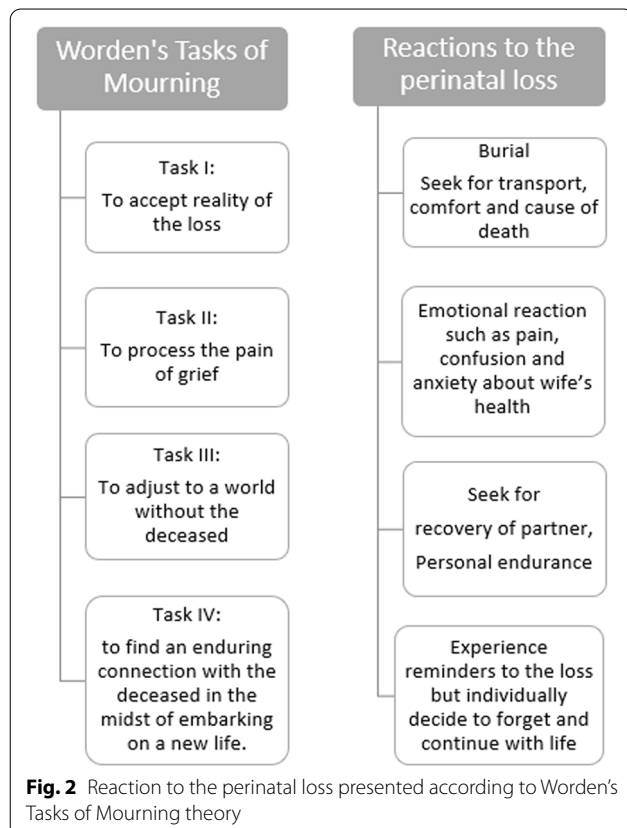 Worden's Tasks of
Mourning
Task I:
To accept reality of
the loss
Task II:
To process the pain
of grief
Task III:
To adjust to a world
without the
deceased
Task IV:
to find an enduring
connection with the
deceased in the
midst of embarking
on a new life.
Reactions to the
perinatal loss
Burial
Seek for transport,
comfort and cause of
death
Emotional reaction
such as pain,
confusion and
anxiety about wife's
health
Seek for
recovery of partner,
Personal endurance
Experience
reminders to the loss
but individually
decide to forget and
continue with life
Fig. 2 Reaction to the perinatal loss presented according to Worden's
Tasks of Mourning theory